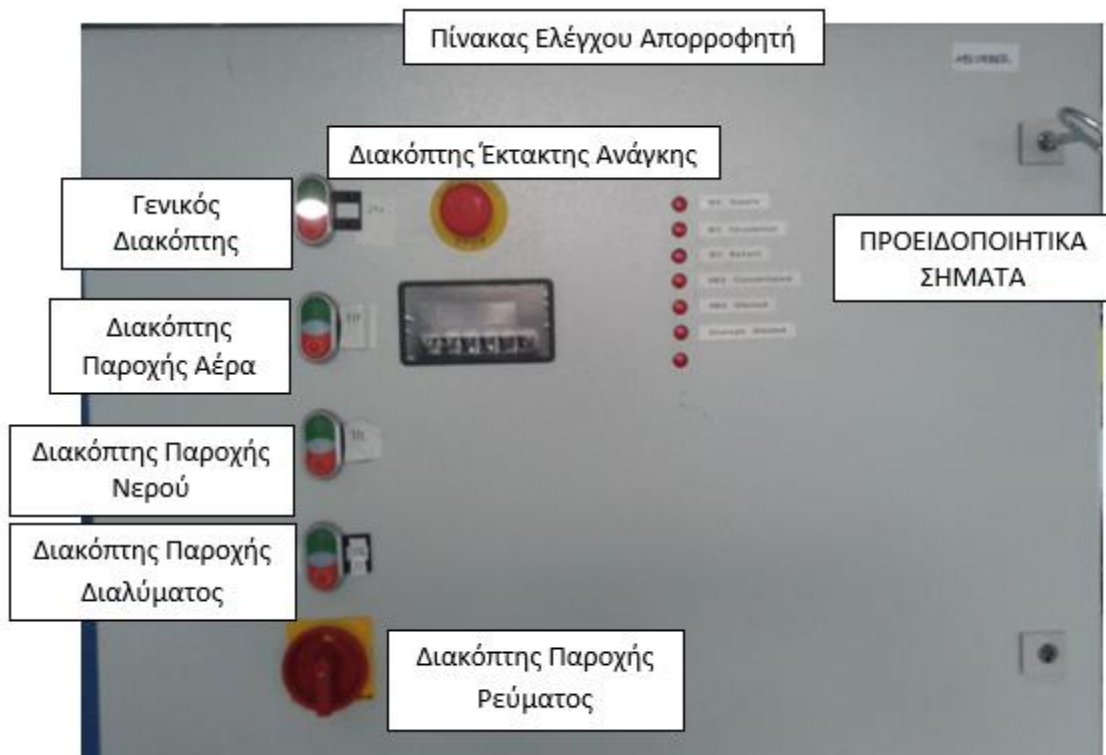 Πίνακας Ελέγχου Απορροφητή
Διακόπτης Έκτακτης Ανάγκης
Γενικός
Διακόπτης
ΠΡΟΕΙΔΟΠΟΙΗΤΙΚΑ
ΣΗΜΑΤΑ
Διακόπτης
Παροχής Αέρα
Διακόπτης Παροχής
Νερού
Διακόπτης Παροχής
Διαλύματος
Διακόπτης Παροχής
Ρεύματος